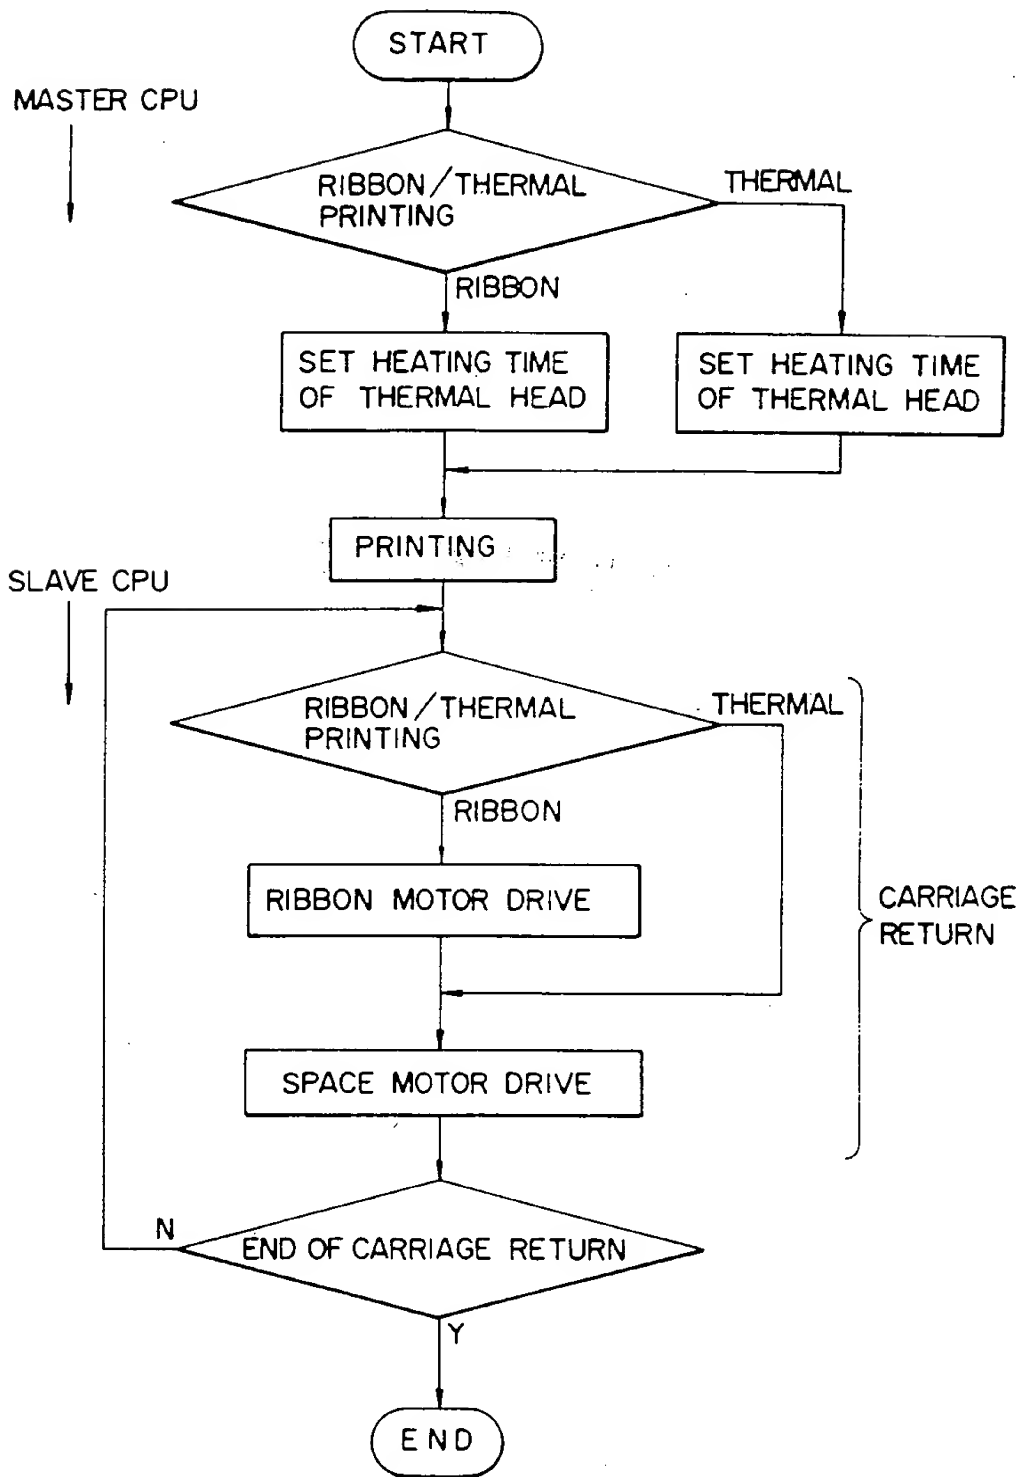 START
MASTER CPU
RIBBON/THERMAL
PRINTING
THERMAL
RIBBON
SET HEATING TIME
OF THERMAL HEAD
SET HEATING TIME
OF THERMAL HEAD
PRINTING
SLAVE CPU
RIBBON/THERMAL
PRINTING
THERMAL
RIBBON
RIBBON MOTOR DRIVE
CARRIAGE
RETURN
SPACE MOTOR DRIVE
N
END OF CARRIAGE RETURN
Y
END